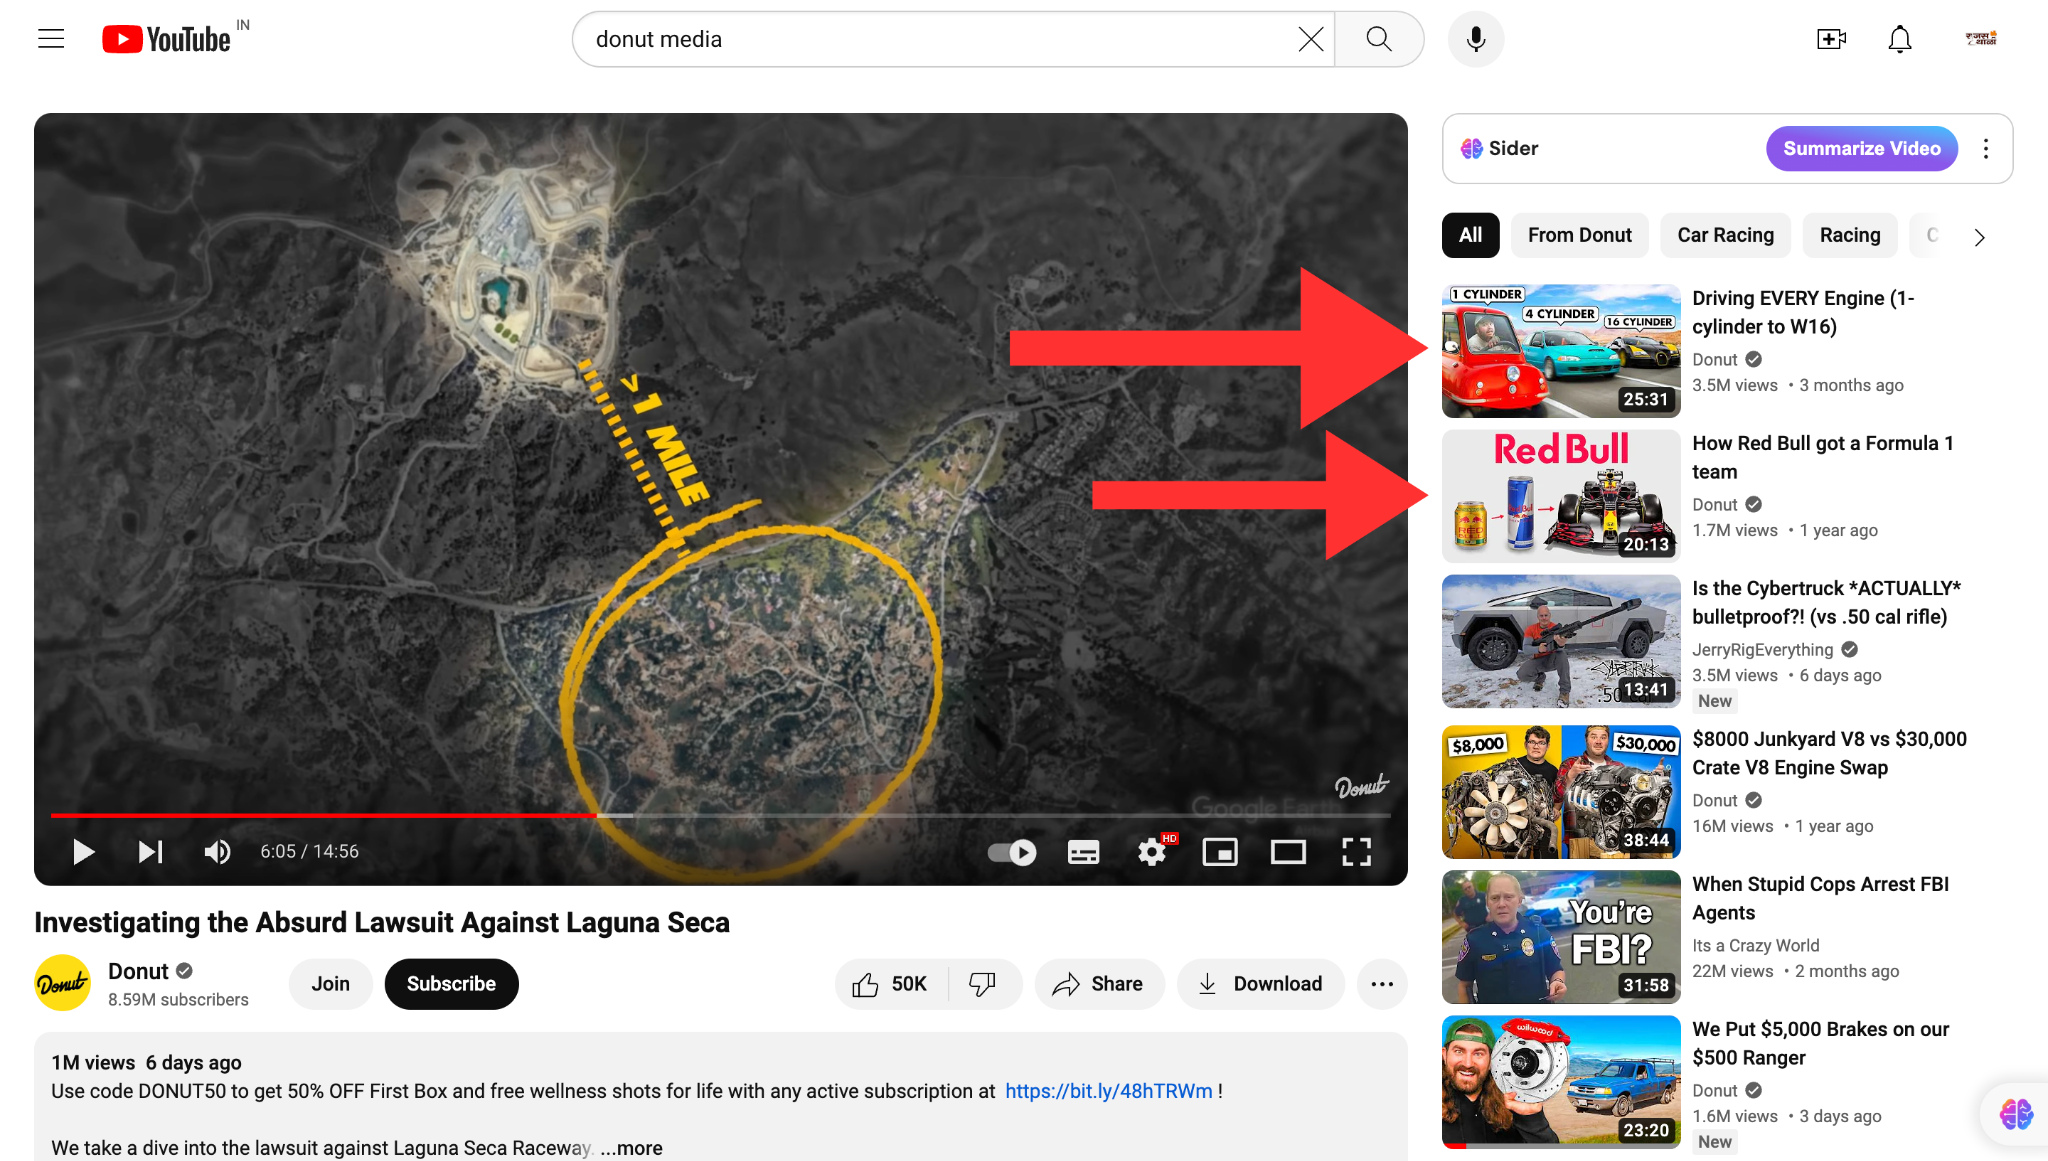 YouTube IN
donut media
Sider
Summarize Video
All
From Donut
Car Racing
Racing
C
> 1 MILE
Donut
Google Earth
6:05 / 14:56
HD
Investigating the Absurd Lawsuit Against Laguna Seca
Donut
Donut
8.59M subscribers
Join
Subscribe
50K
Share
Download
1M views 6 days ago
Use code DONUT50 to get 50% OFF First Box and free wellness shots for life with any active subscription at https://bit.ly/48hTRWm !
We take a dive into the lawsuit against Laguna Seca Raceway. ...more
1 CYLINDER
4 CYLINDER
16 CYLINDER
25:31
Driving EVERY Engine (1-
cylinder to W16)
Donut
3.5M views • 3 months ago
Red Bull
20:13
How Red Bull got a Formula 1
team
Donut
1.7M views • 1 year ago
CYBERTRUCK
.50 cal
13:41
Is the Cybertruck *ACTUALLY*
bulletproof?! (vs .50 cal rifle)
JerryRigEverything
3.5M views • 6 days ago
New
$8,000
$30,000
38:44
$8000 Junkyard V8 vs $30,000
Crate V8 Engine Swap
Donut
16M views • 1 year ago
You're
FBI?
31:58
When Stupid Cops Arrest FBI
Agents
Its a Crazy World
22M views • 2 months ago
wilwood
23:20
We Put $5,000 Brakes on our
$500 Ranger
Donut
1.6M views • 3 days ago
New